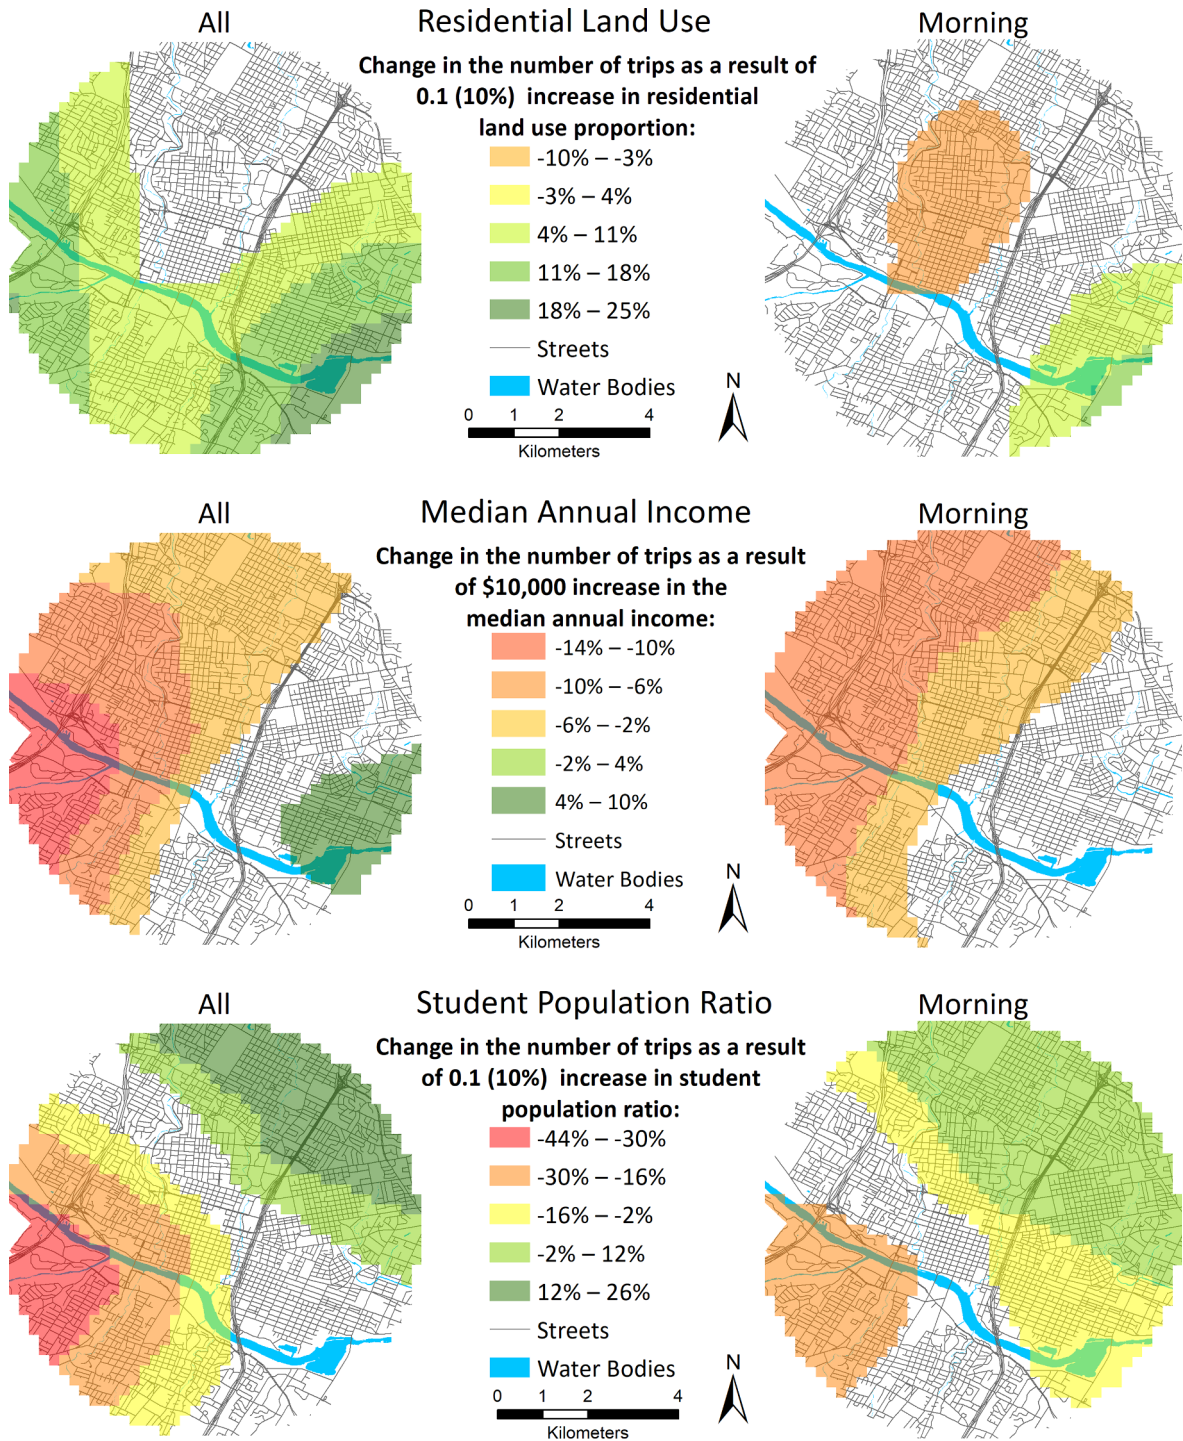 All
Residential Land Use
Morning
Change in the number of trips as a result of
0.1 (10%) increase in residential
land use proportion:
-10% – -3%
-3% – 4%
4% – 11%
11% – 18%
18% – 25%
Streets
Water Bodies
N
0 1 2 4
Kilometers
All
Median Annual Income
Morning
Change in the number of trips as a result
of $10,000 increase in the
median annual income:
-14% – -10%
-10% – -6%
-6% – -2%
-2% – 4%
4% – 10%
Streets
Water Bodies
N
0 1 2 4
Kilometers
All
Student Population Ratio
Morning
Change in the number of trips as a result
of 0.1 (10%) increase in student
population ratio:
-44% – -30%
-30% – -16%
-16% – -2%
-2% – 12%
12% – 26%
Streets
Water Bodies
N
0 1 2 4
Kilometers